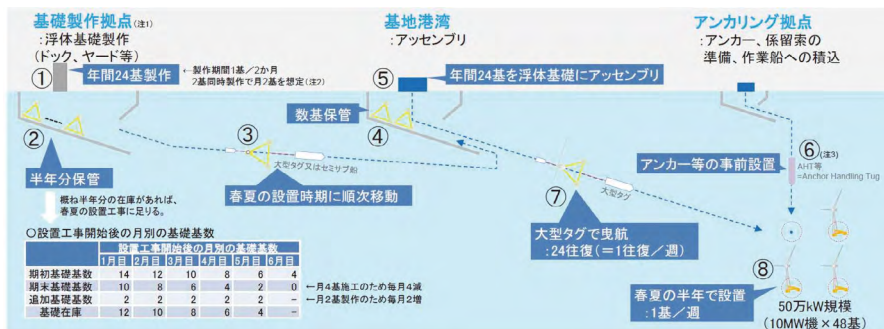 基礎製作拠点(注1)
:浮体基礎製作
(ドック、ヤード等)
① 年間24基製作
←製作期間1基／2か月
2基同時製作で月2基を想定(注2)
②
半年分保管
概ね半年分の在庫があれば、
春夏の設置工事に足りる。
③
大型タグ又はセミサブ船
春夏の設置時期に順次移動
基地港湾
:アッセンブリ
⑤ 年間24基を浮体基礎にアッセンブリ
数基保管
④
アンカリング拠点
:アンカー、係留索の
準備、作業船への積込
⑥(注3)
アンカー等の事前設置
AHT等
=Anchor Handling Tug
⑦
大型タグ
大型タグで曳航
:24往復(＝1往復／週)
⑧
春夏の半年で設置
:1基／週
50万kW規模
(10MW機×48基)
○設置工事開始後の月別の基礎基数
設置工事開始後の月別の基礎基数
1月目 2月目 3月目 4月目 5月目 6月目
期初基礎基数 14 12 10 8 6 4
期末基礎基数 10 8 6 4 2 0 ←月4基施工のため毎月4減
追加基礎基数 2 2 2 2 2 - ←月2基製作のため毎月2増
基礎在庫 12 10 8 6 4 -